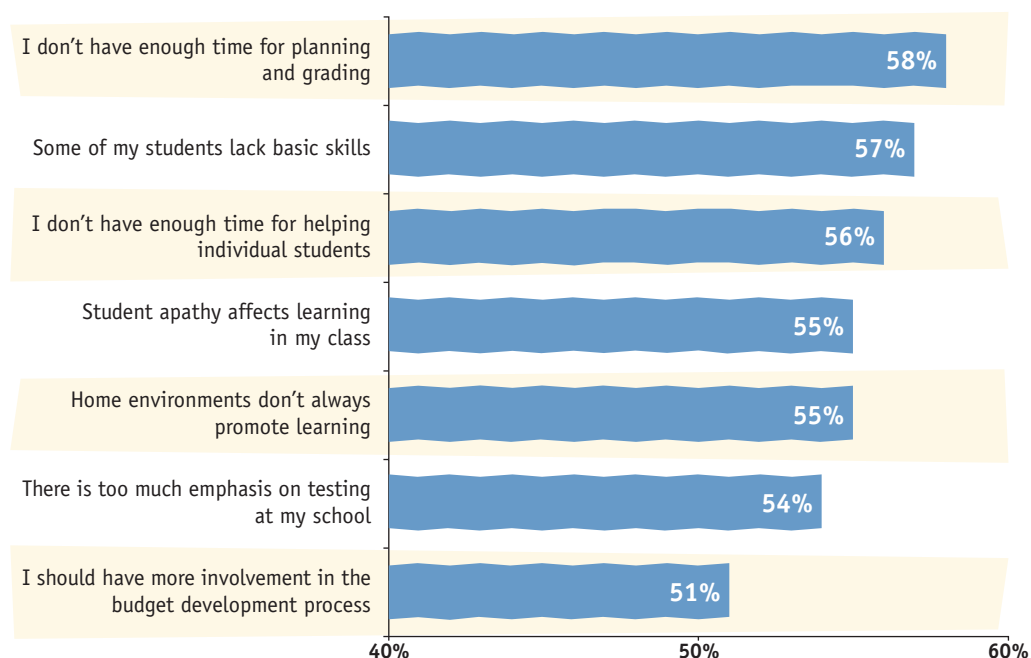 I don’t have enough time for planning
and grading
58%
Some of my students lack basic skills
57%
I don’t have enough time for helping
individual students
56%
Student apathy affects learning
in my class
55%
Home environments don’t always
promote learning
55%
There is too much emphasis on testing
at my school
54%
I should have more involvement in the
budget development process
51%
40%
50%
60%